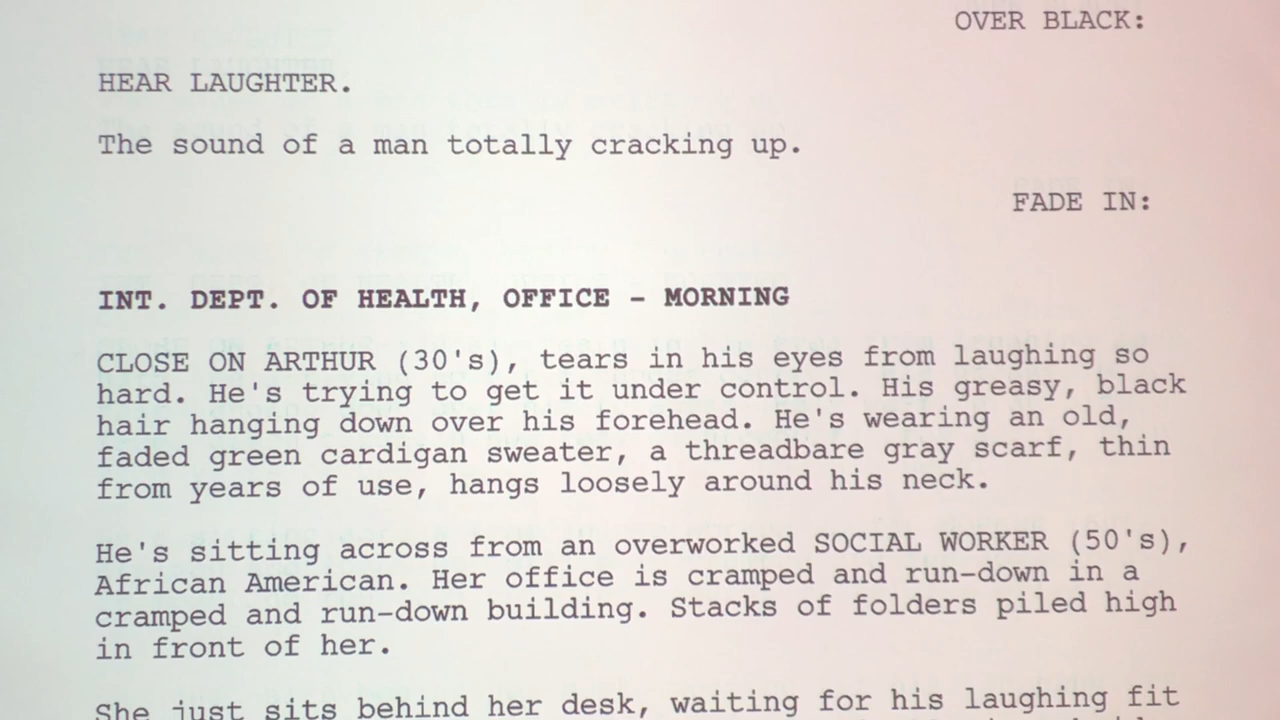 OVER BLACK:
HEAR LAUGHTER.
The sound of a man totally cracking up.
FADE IN:
INT. DEPT. OF HEALTH, OFFICE - MORNING
CLOSE ON ARTHUR (30's), tears in his eyes from laughing so
hard. He's trying to get it under control. His greasy, black
hair hanging down over his forehead. He's wearing an old,
faded green cardigan sweater, a threadbare gray scarf, thin
from years of use, hangs loosely around his neck.
He's sitting across from an overworked SOCIAL WORKER (50's),
African American. Her office is cramped and run-down in a
cramped and run-down building. Stacks of folders piled high
in front of her.
She just sits behind her desk, waiting for his laughing fit